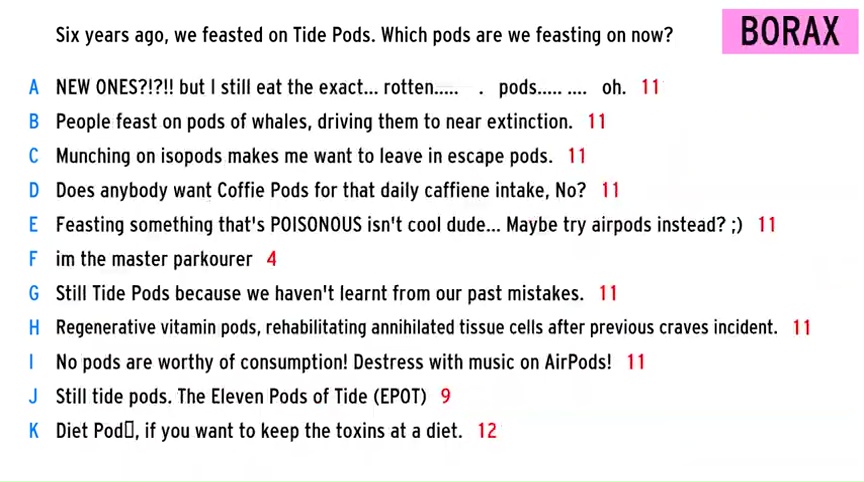 Six years ago, we feasted on Tide Pods. Which pods are we feasting on now?
BORAX
A NEW ONES?!?!! but I still eat the exact... rotten..... . pods..... .... oh. 11
B People feast on pods of whales, driving them to near extinction. 11
C Munching on isopods makes me want to leave in escape pods. 11
D Does anybody want Coffie Pods for that daily caffiene intake, No? 11
E Feasting something that's POISONOUS isn't cool dude... Maybe try airpods instead? ;) 11
F im the master parkourer 4
G Still Tide Pods because we haven't learnt from our past mistakes. 11
H Regenerative vitamin pods, rehabilitating annihilated tissue cells after previous craves incident. 11
I No pods are worthy of consumption! Destress with music on AirPods! 11
J Still tide pods. The Eleven Pods of Tide (EPOT) 9
K Diet Pod▯, if you want to keep the toxins at a diet. 12